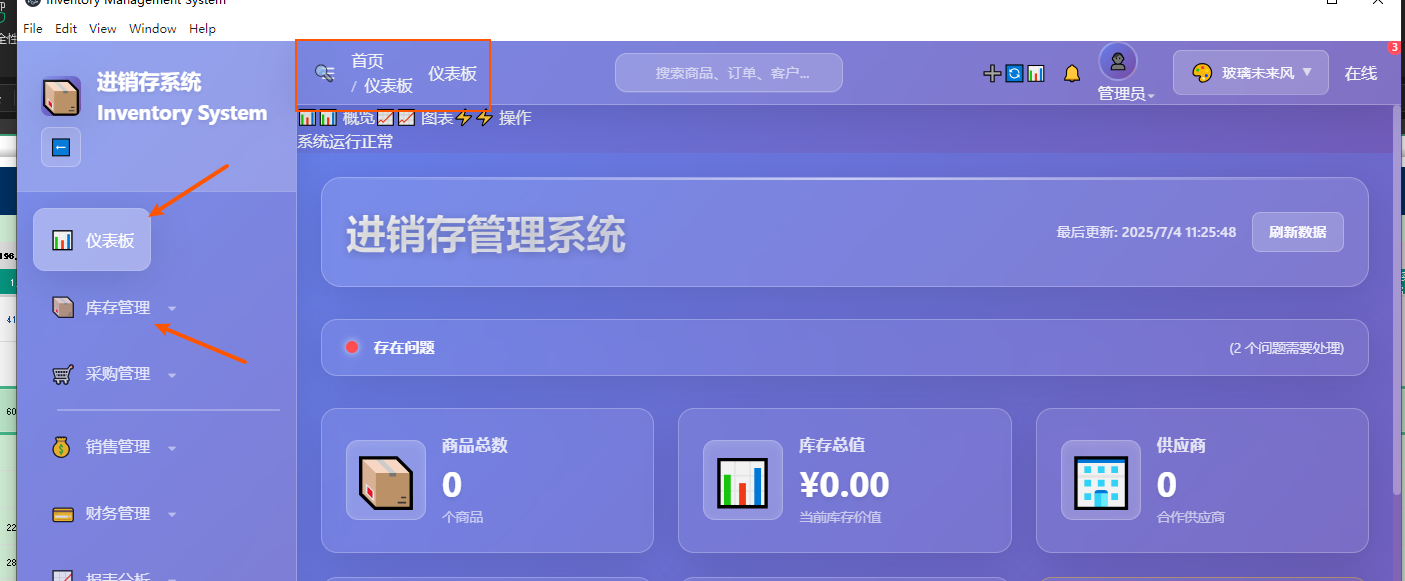 Inventory Management System
File Edit View Window Help
进销存系统
Inventory System
首页
/ 仪表板
仪表板
搜索商品、订单、客户...
管理员
玻璃未来风
在线
3
概览 图表 操作
系统运行正常
仪表板
库存管理
采购管理
销售管理
财务管理
报表分析
进销存管理系统
最后更新: 2025/7/4 11:25:48
刷新数据
存在问题
(2 个问题需要处理)
商品总数
0
个商品
库存总值
¥0.00
当前库存价值
供应商
0
合作供应商
196.
1
41
60
22
28